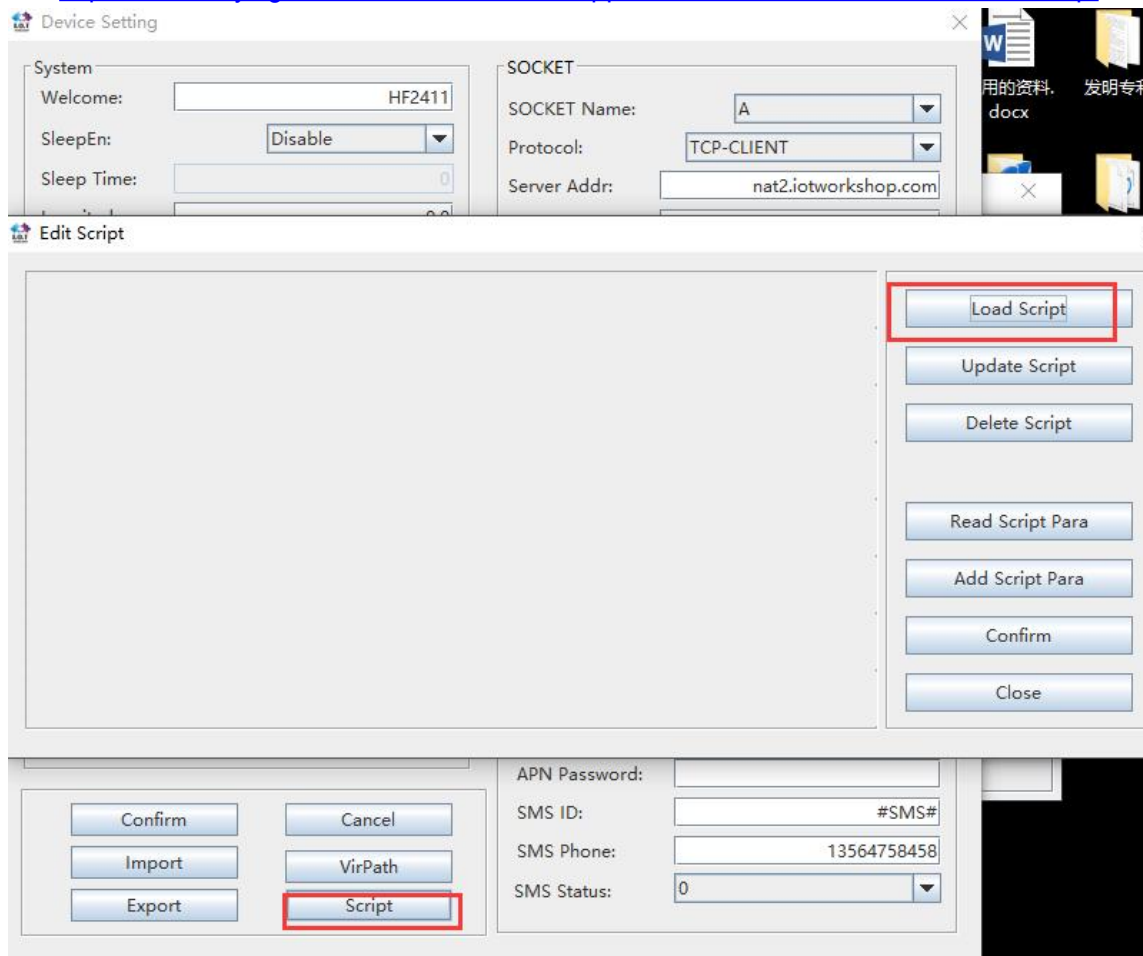 Device Setting
System
Welcome: HF2411
SleepEn: Disable
Sleep Time: 0
SOCKET
SOCKET Name: A
Protocol: TCP-CLIENT
Server Addr: nat2.iotworkshop.com
W
用的资料.
docx
发明专利
Edit Script
Load Script
Update Script
Delete Script
Read Script Para
Add Script Para
Confirm
Close
APN Password:
SMS ID: #SMS#
SMS Phone: 13564758458
SMS Status: 0
Confirm Cancel
Import VirPath
Export Script